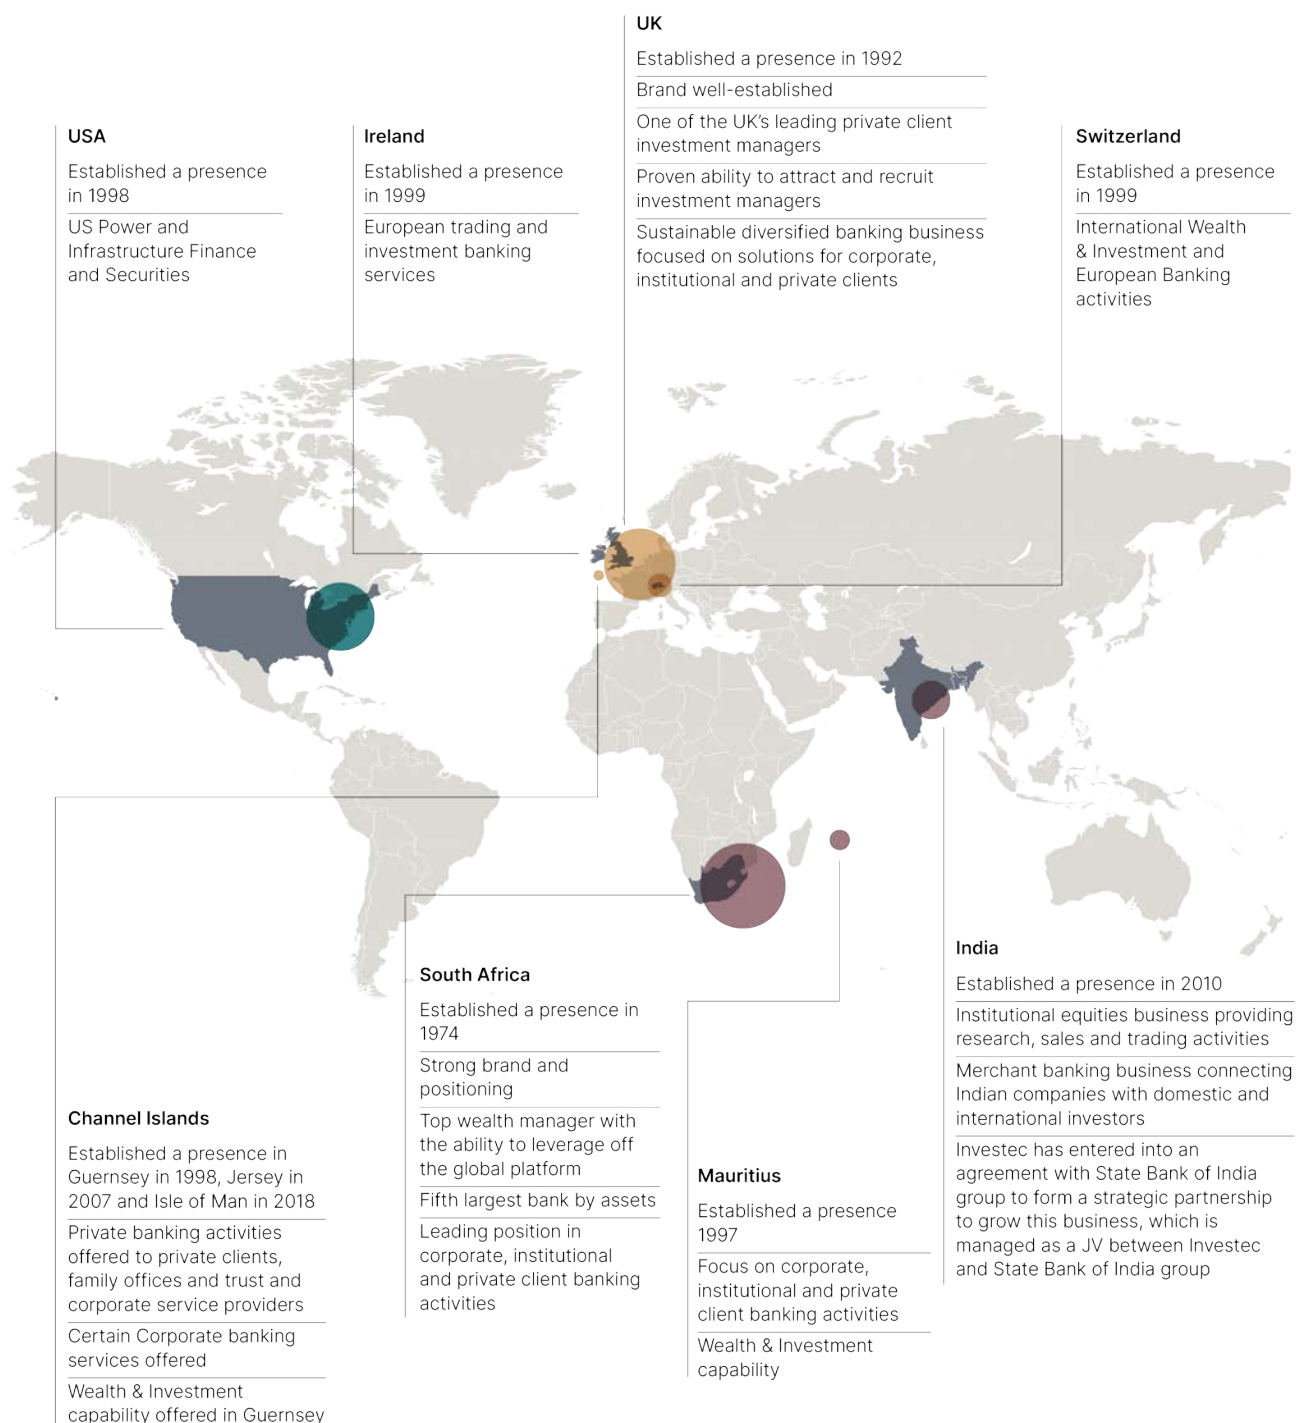 UK
Established a presence in 1992
Brand well-established
One of the UK's leading private client
investment managers
Proven ability to attract and recruit
investment managers
Sustainable diversified banking business
focused on solutions for corporate,
institutional and private clients
USA
Established a presence
in 1998
US Power and
Infrastructure Finance
and Securities
Ireland
Established a presence
in 1999
European trading and
investment banking
services
Switzerland
Established a presence
in 1999
International Wealth
& Investment and
European Banking
activities
Channel Islands
Established a presence in
Guernsey in 1998, Jersey in
2007 and Isle of Man in 2018
Private banking activities
offered to private clients,
family offices and trust and
corporate service providers
Certain Corporate banking
services offered
Wealth & Investment
capability offered in Guernsey
South Africa
Established a presence in
1974
Strong brand and
positioning
Top wealth manager with
the ability to leverage off
the global platform
Fifth largest bank by assets
Leading position in
corporate, institutional
and private client banking
activities
Mauritius
Established a presence
1997
Focus on corporate,
institutional and private
client banking activities
Wealth & Investment
capability
India
Established a presence in 2010
Institutional equities business providing
research, sales and trading activities
Merchant banking business connecting
Indian companies with domestic and
international investors
Investec has entered into an
agreement with State Bank of India
group to form a strategic partnership
to grow this business, which is
managed as a JV between Investec
and State Bank of India group